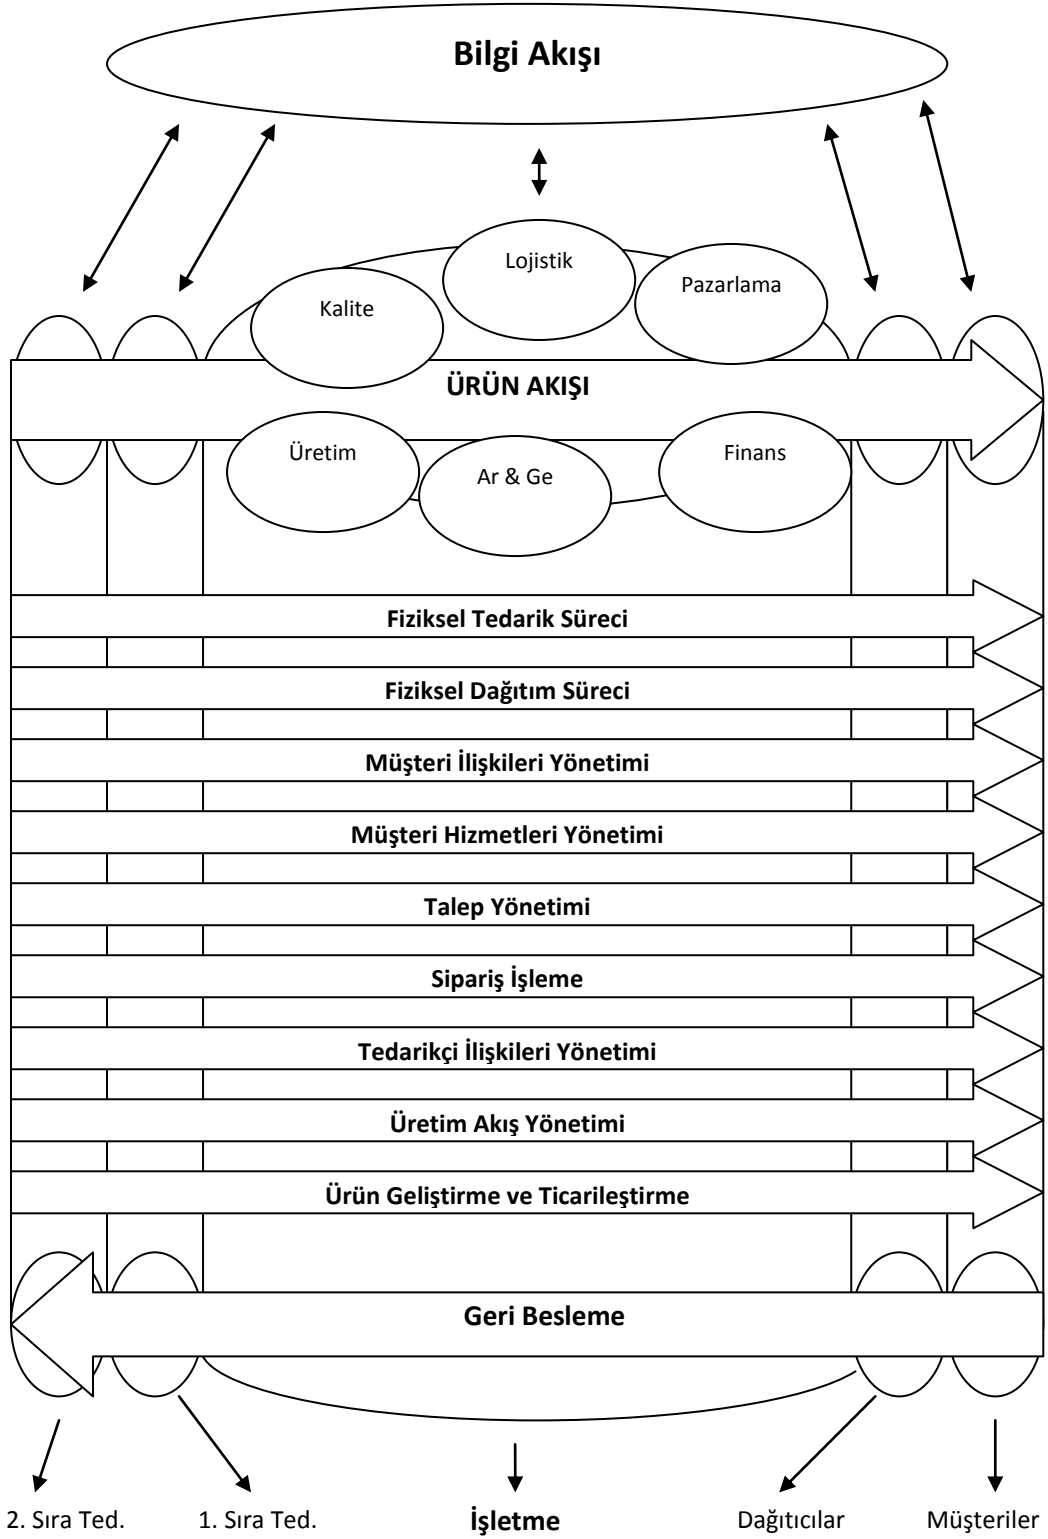 Bilgi Akışı
Lojistik
Pazarlama
Kalite
ÜRÜN AKIŞI
Üretim
Ar & Ge
Finans
Fiziksel Tedarik Süreci
Fiziksel Dağıtım Süreci
Müşteri İlişkileri Yönetimi
Müşteri Hizmetleri Yönetimi
Talep Yönetimi
Sipariş İşleme
Tedarikçi İlişkileri Yönetimi
Üretim Akış Yönetimi
Ürün Geliştirme ve Ticarileştirme
Geri Besleme
2. Sıra Ted. 1. Sıra Ted. İşletme Dağıtıcılar Müşteriler